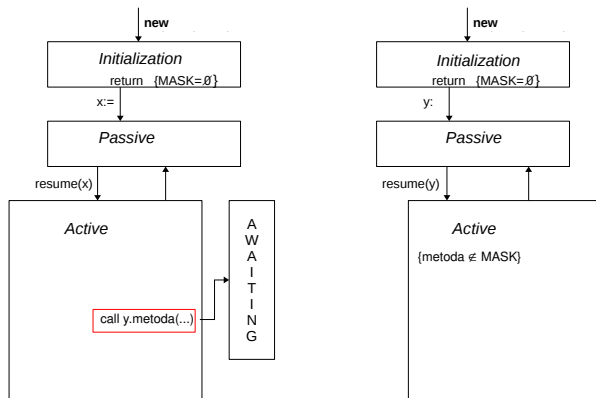 new
Initialization
return {MASK=Ø}
x:=
Passive
resume(x)
Active
call y.metoda(...)
A
W
A
I
T
I
N
G
new
Initialization
return {MASK=Ø}
y:
Passive
resume(y)
Active
{metoda ∉ MASK}